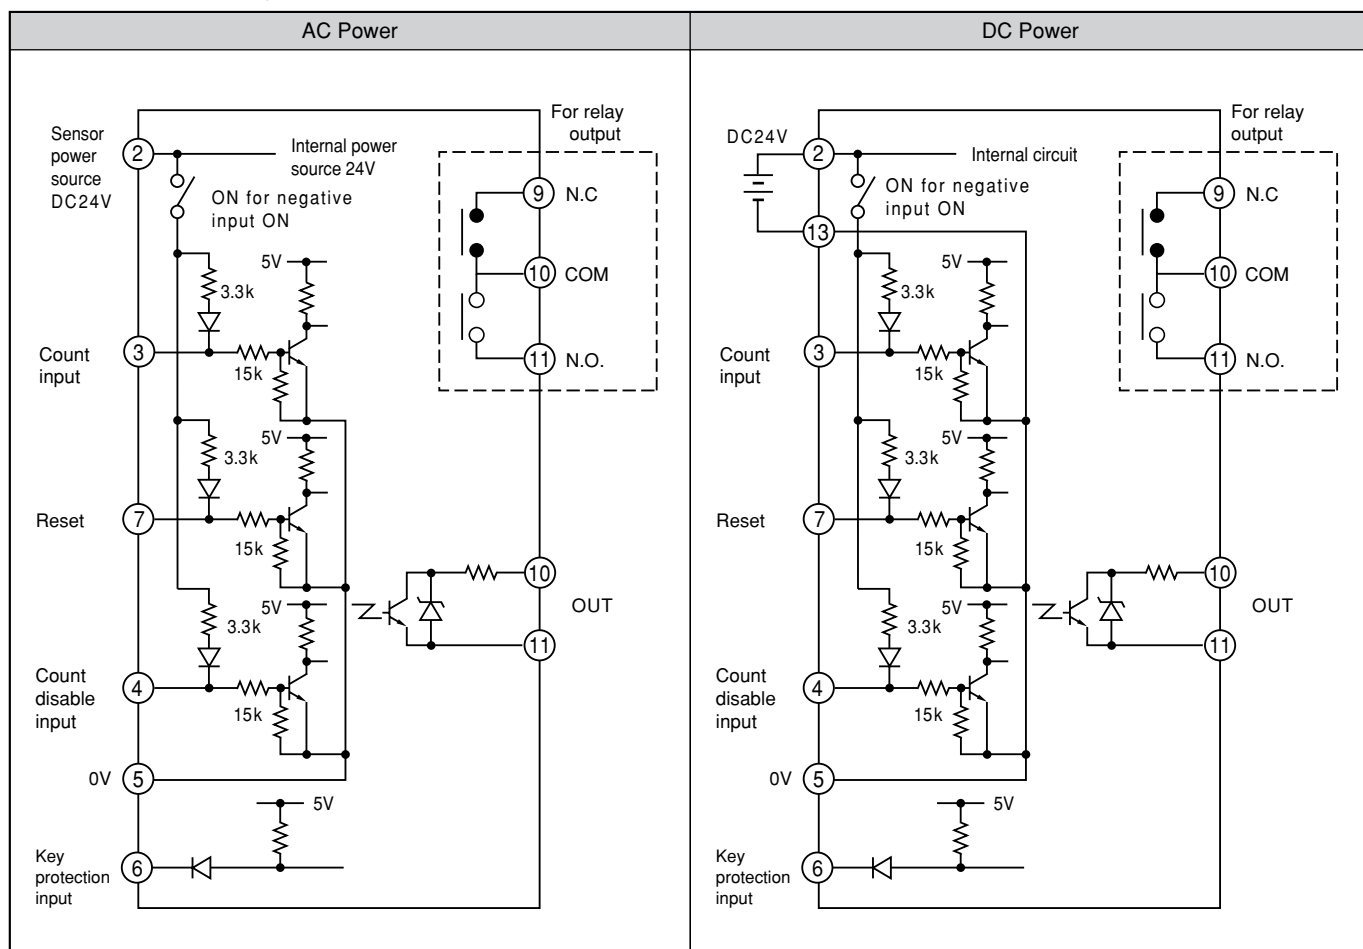 AC Power
Sensor
power
source
DC24V
2
Internal power
source 24V
ON for negative
input ON
For relay
output
9
N.C
10
COM
11
N.O.
5V
3.3k
Count
input
3
15k
5V
3.3k
Reset
7
15k
5V
3.3k
10
OUT
11
Count
disable
input
4
15k
0V
5
5V
Key
protection
input
6
DC Power
DC24V
2
Internal circuit
ON for negative
input ON
13
For relay
output
9
N.C
10
COM
11
N.O.
5V
3.3k
Count
input
3
15k
5V
3.3k
Reset
7
15k
5V
3.3k
10
OUT
11
Count
disable
input
4
15k
0V
5
5V
Key
protection
input
6